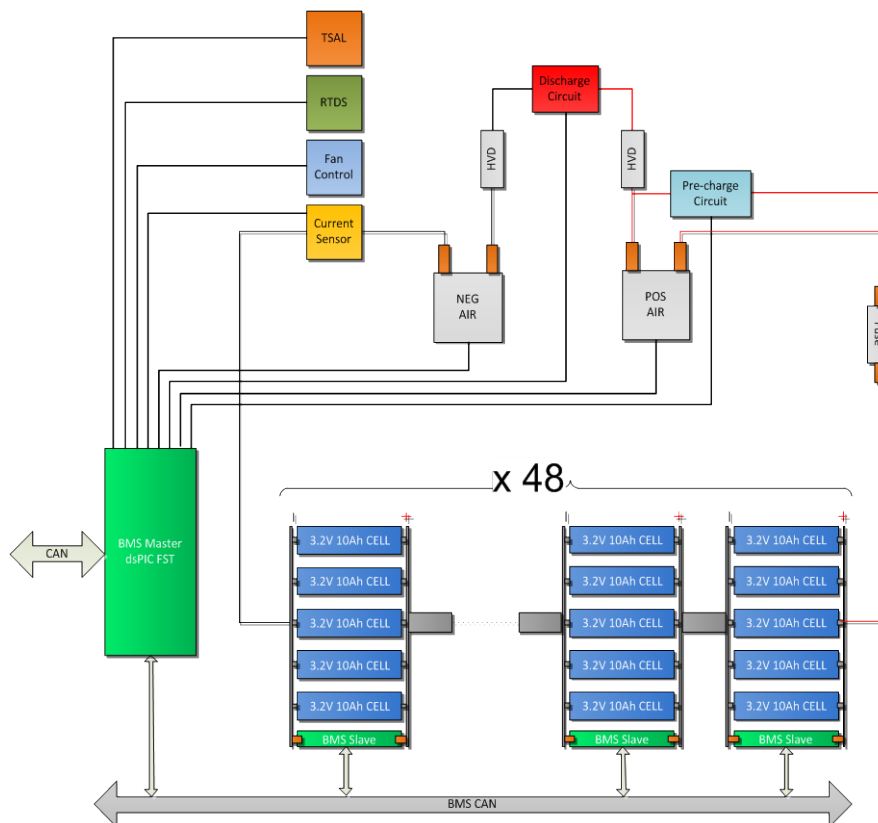 TSAL
RTDS
Fan
Control
Current
Sensor
Discharge
Circuit
HVD
HVD
Pre-charge
Circuit
NEG
AIR
POS
AIR
Fuse
x 48
CAN
BMS Master
dsPIC FST
3.2V 10Ah CELL
3.2V 10Ah CELL
3.2V 10Ah CELL
3.2V 10Ah CELL
3.2V 10Ah CELL
BMS Slave
3.2V 10Ah CELL
3.2V 10Ah CELL
3.2V 10Ah CELL
3.2V 10Ah CELL
3.2V 10Ah CELL
BMS Slave
3.2V 10Ah CELL
3.2V 10Ah CELL
3.2V 10Ah CELL
3.2V 10Ah CELL
3.2V 10Ah CELL
BMS Slave
BMS CAN